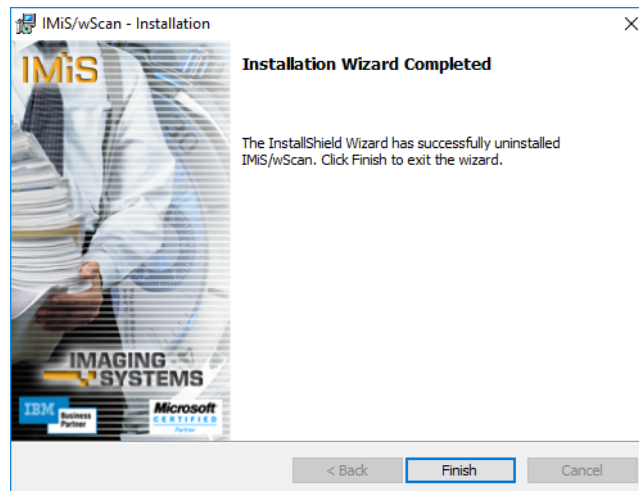 IMiS/wScan - Installation
IMiS
Installation Wizard Completed
The InstallShield Wizard has successfully uninstalled
IMiS/wScan. Click Finish to exit the wizard.
IMAGING
SYSTEMS
IBM Business
Partner
Microsoft
CERTIFIED
Partner
< Back
Finish
Cancel